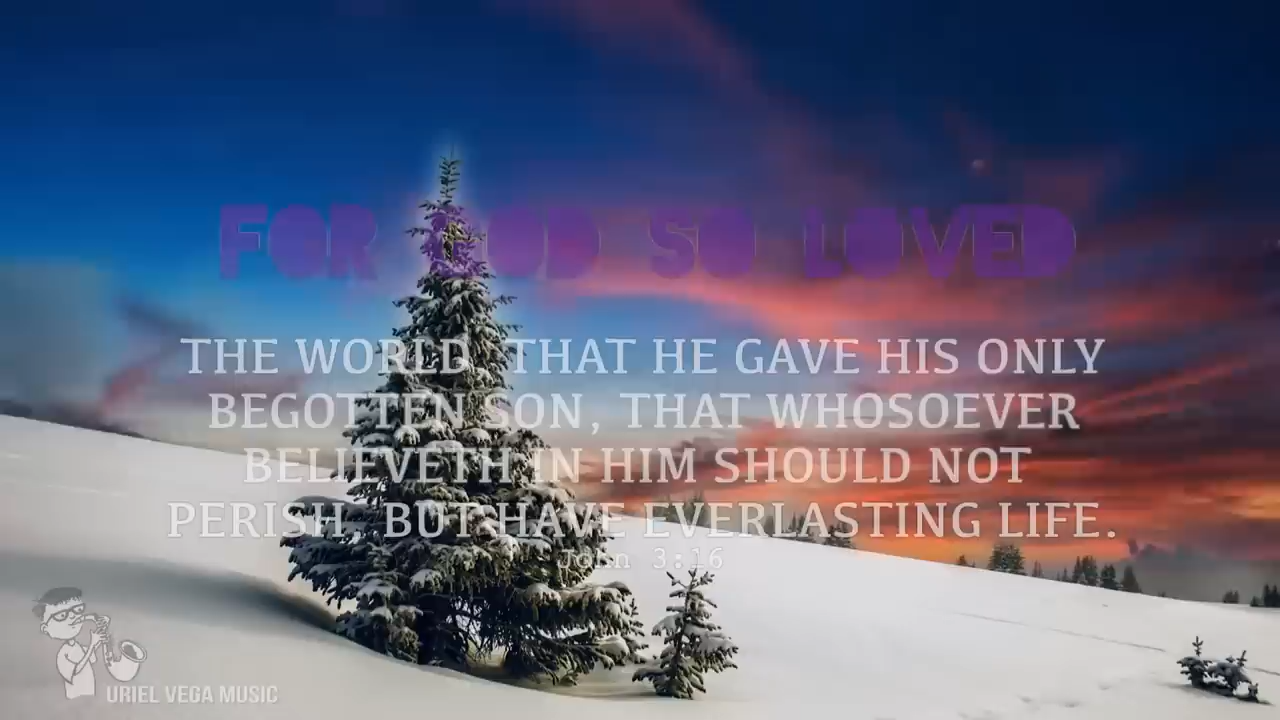 FOR GOD SO LOVED
THE WORLD, THAT HE GAVE HIS ONLY
BEGOTTEN SON, THAT WHOSOEVER
BELIEVETH IN HIM SHOULD NOT
PERISH, BUT HAVE EVERLASTING LIFE.
John 3:16
URIEL VEGA MUSIC